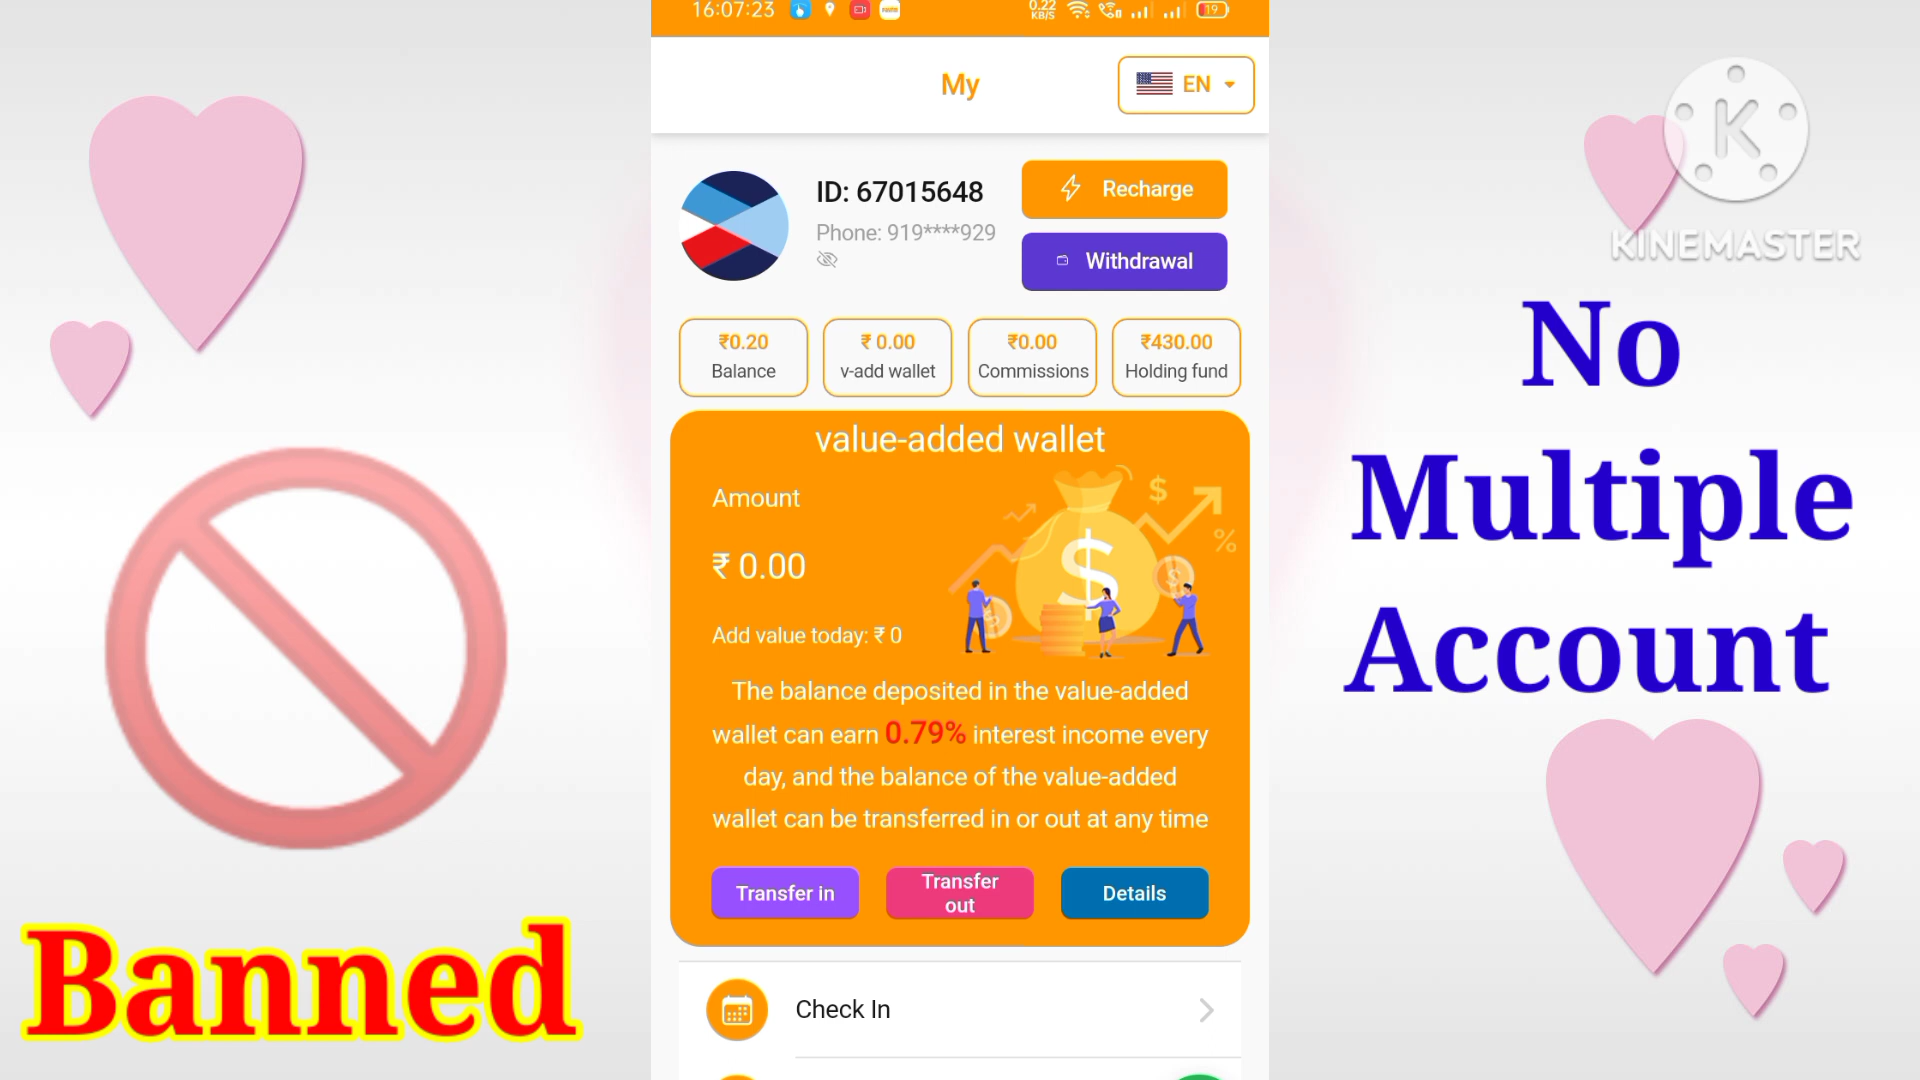 16:07:23
0.22
KB/S
19
My
EN
ID: 67015648
Recharge
Phone: 919****929
Withdrawal
₹0.20
Balance
₹ 0.00
v-add wallet
₹0.00
Commissions
₹430.00
Holding fund
value-added wallet
Amount
₹ 0.00
Add value today: ₹ 0
The balance deposited in the value-added
wallet can earn 0.79% interest income every
day, and the balance of the value-added
wallet can be transferred in or out at any time
Transfer in
Transfer
out
Details
Check In
Banned
K
KINEMASTER
No
Multiple
Account